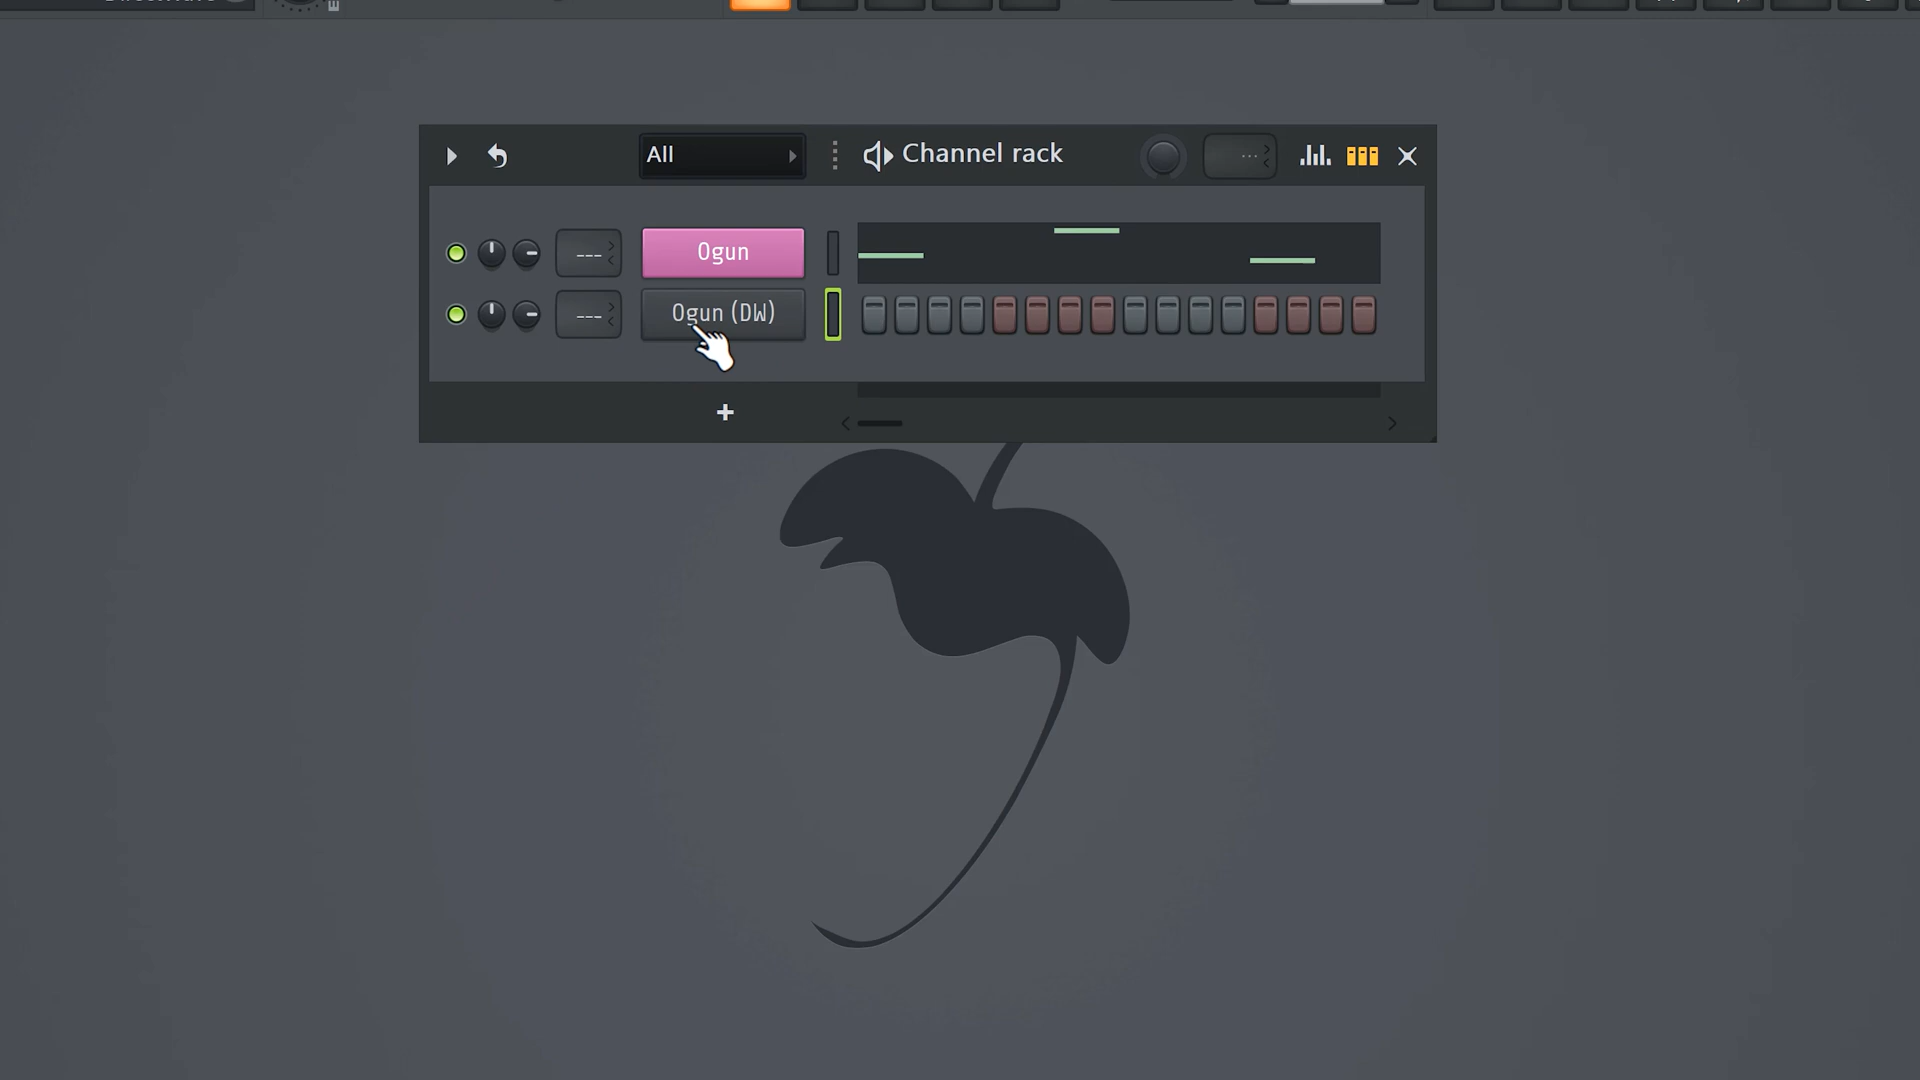 All
Channel rack
---
Ogun
---
Ogun (DW)